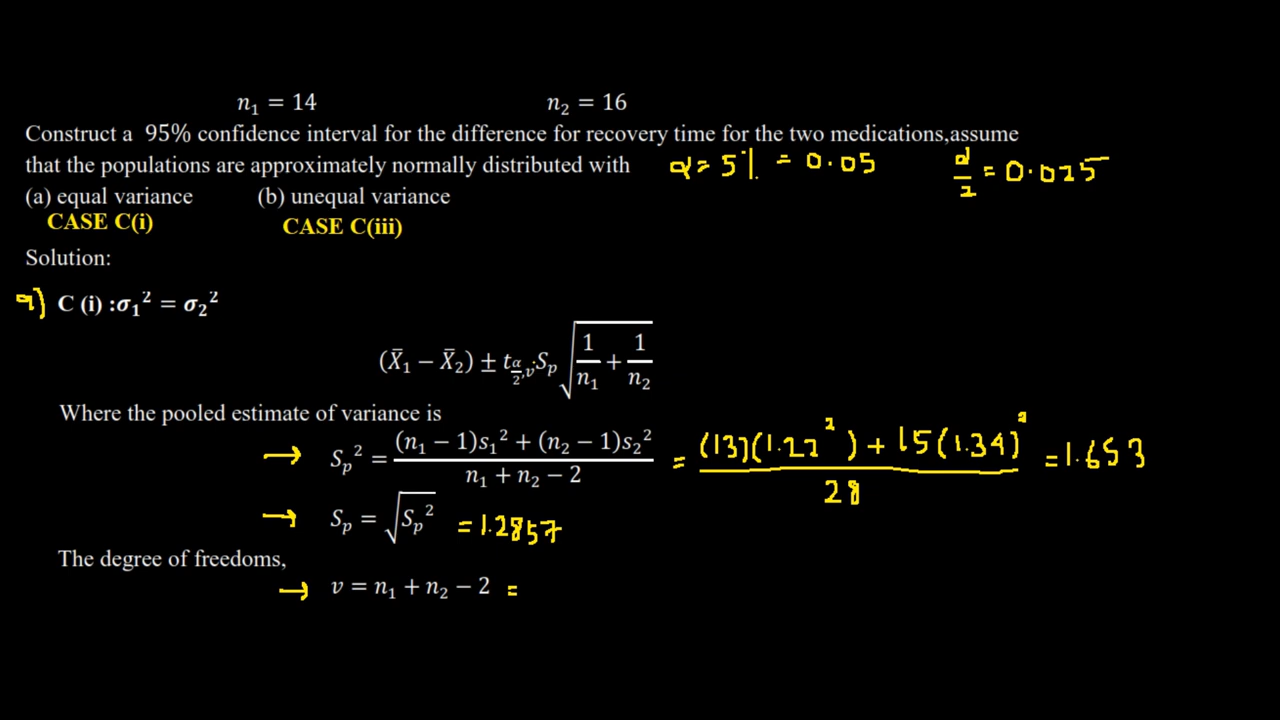 n₁ = 14 n₂ = 16
Construct a 95% confidence interval for the difference for recovery time for the two medications,assume
that the populations are approximately normally distributed with α = 5% = 0.05 α/2 = 0.025
(a) equal variance (b) unequal variance
CASE C(i) CASE C(iii)
Solution:
a) C (i) :σ₁² = σ₂²
(X̄₁ − X̄₂) ± t_{α/2,v} S_p √(1/n₁ + 1/n₂)
Where the pooled estimate of variance is
→ S_p² = ((n₁ − 1)s₁² + (n₂ − 1)s₂²)/(n₁ + n₂ − 2) = ((13)(1.22²) + 15(1.34)²)/28 = 1.653
→ S_p = √S_p² = 1.2857
The degree of freedoms,
→ v = n₁ + n₂ − 2 =